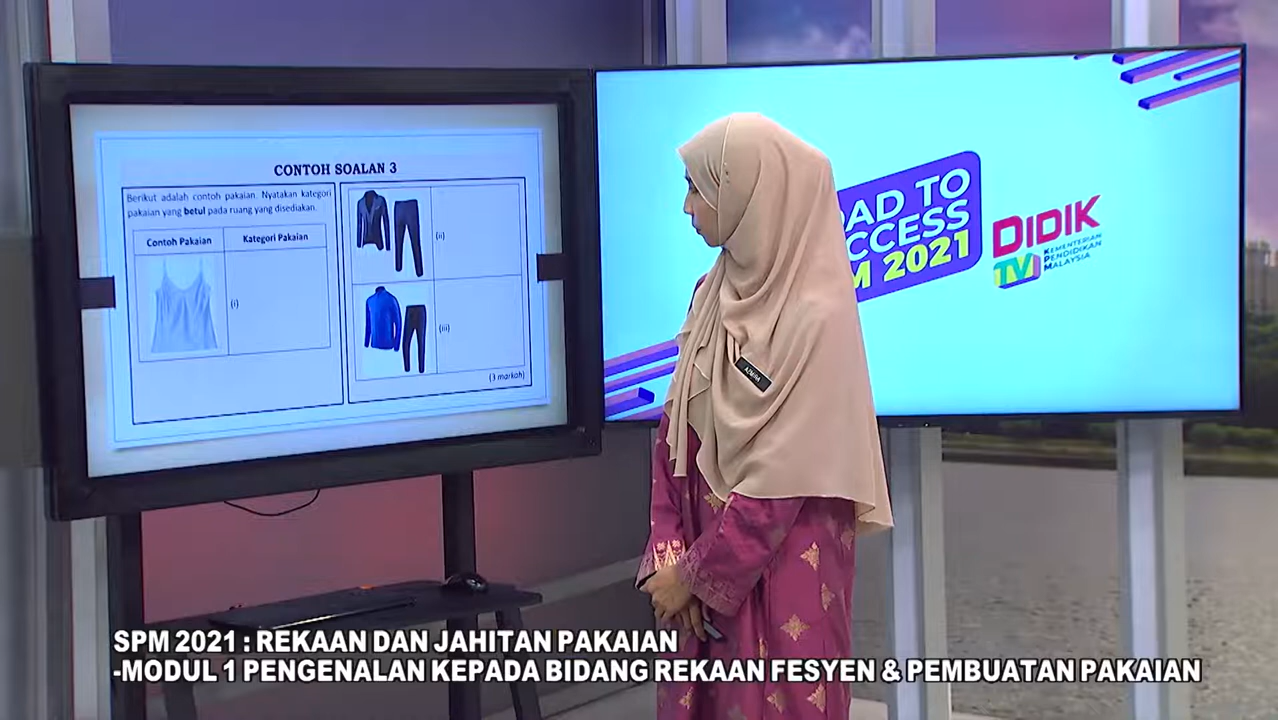 CONTOH SOALAN 3
Berikut adalah contoh pakaian. Nyatakan kategori
pakaian yang betul pada ruang yang disediakan.
Contoh Pakaian
Kategori Pakaian
(i)
(ii)
(iii)
(3 markah)
AD TO
CCESS
M 2021
DIDIK
TV
KEMENTERIAN
PENDIDIKAN
MALAYSIA
SPM 2021 : REKAAN DAN JAHITAN PAKAIAN
-MODUL 1 PENGENALAN KEPADA BIDANG REKAAN FESYEN & PEMBUATAN PAKAIAN